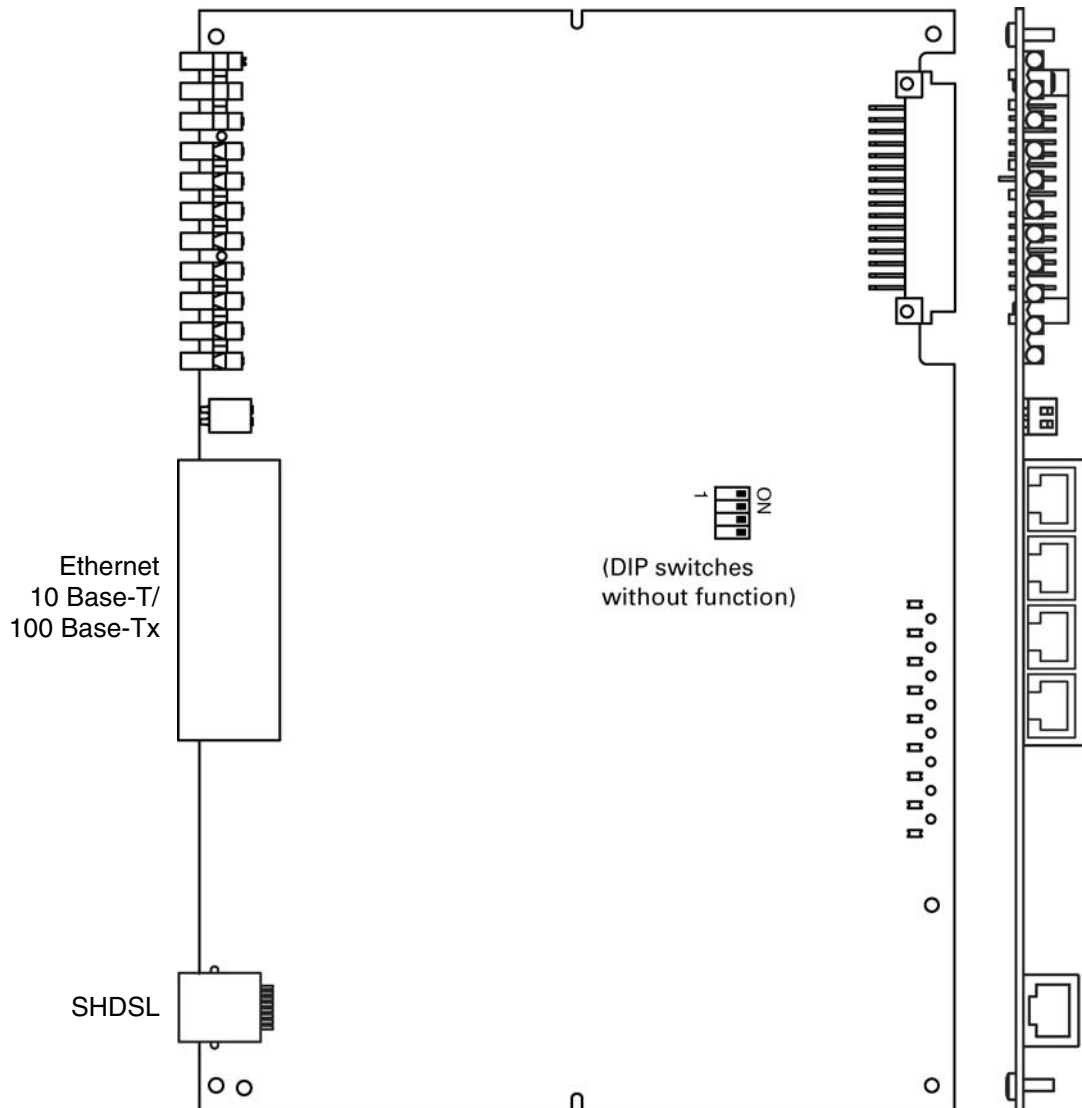 ON
1
(DIP switches
without function)
Ethernet
10 Base-T/
100 Base-Tx
SHDSL